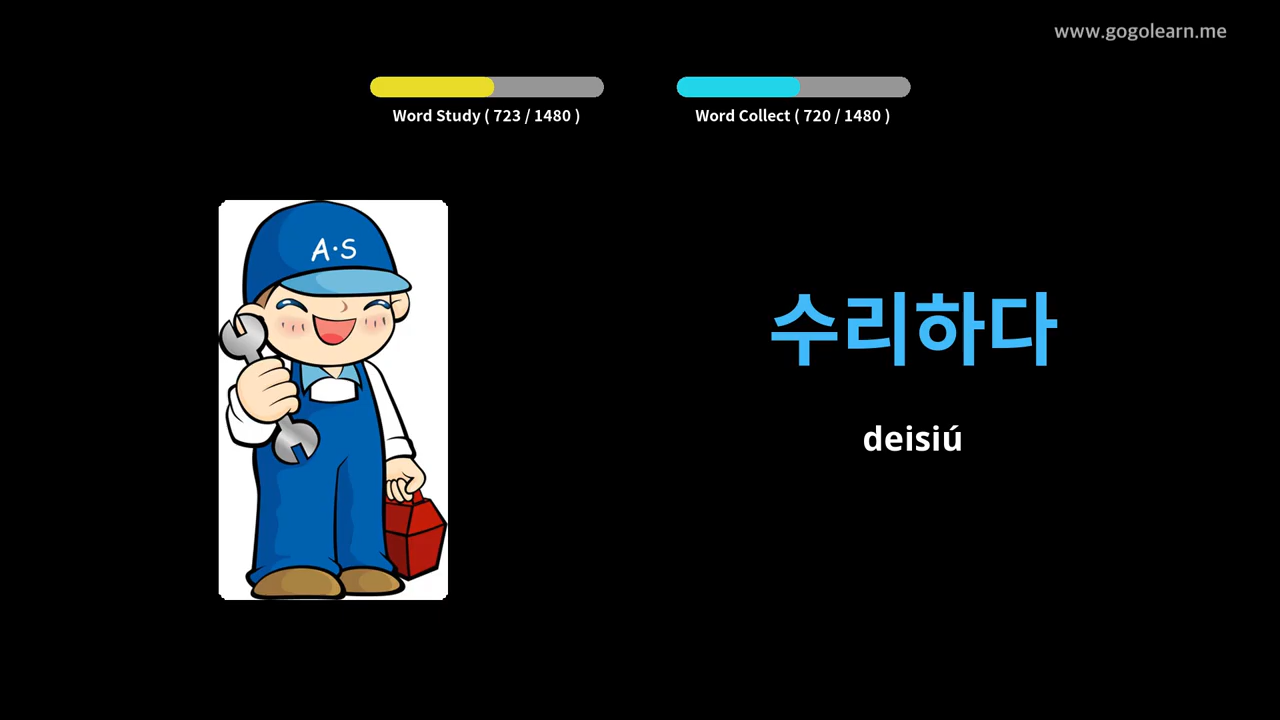 www.gogolearn.me
Word Study ( 723 / 1480 )
Word Collect ( 720 / 1480 )
A·S
수리하다
deisiú